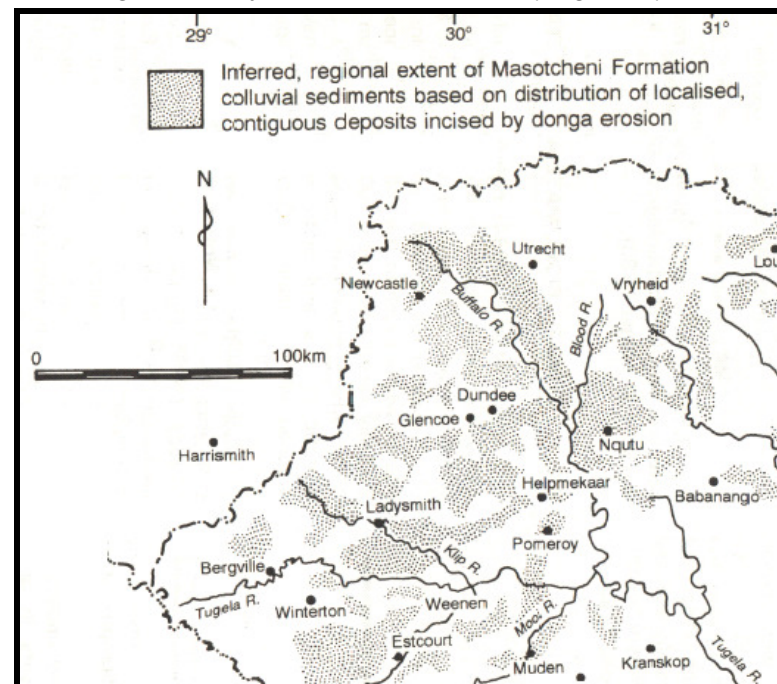 29°
30°
31°
Inferred, regional extent of Masotcheni Formation
colluvial sediments based on distribution of localised,
contiguous deposits incised by donga erosion
N
Utrecht
Lou
Newcastle
Vryheid
Buffalo R.
Blood R.
0
100km
Dundee
Glencoe
Nqutu
Harrismith
Helpmekaar
Babanango
Ladysmith
Pomeroy
Klip R.
Bergville
Tugela R.
Winterton
Weenen
Mooi R.
Estcourt
Muden
Kranskop
Tugela R.